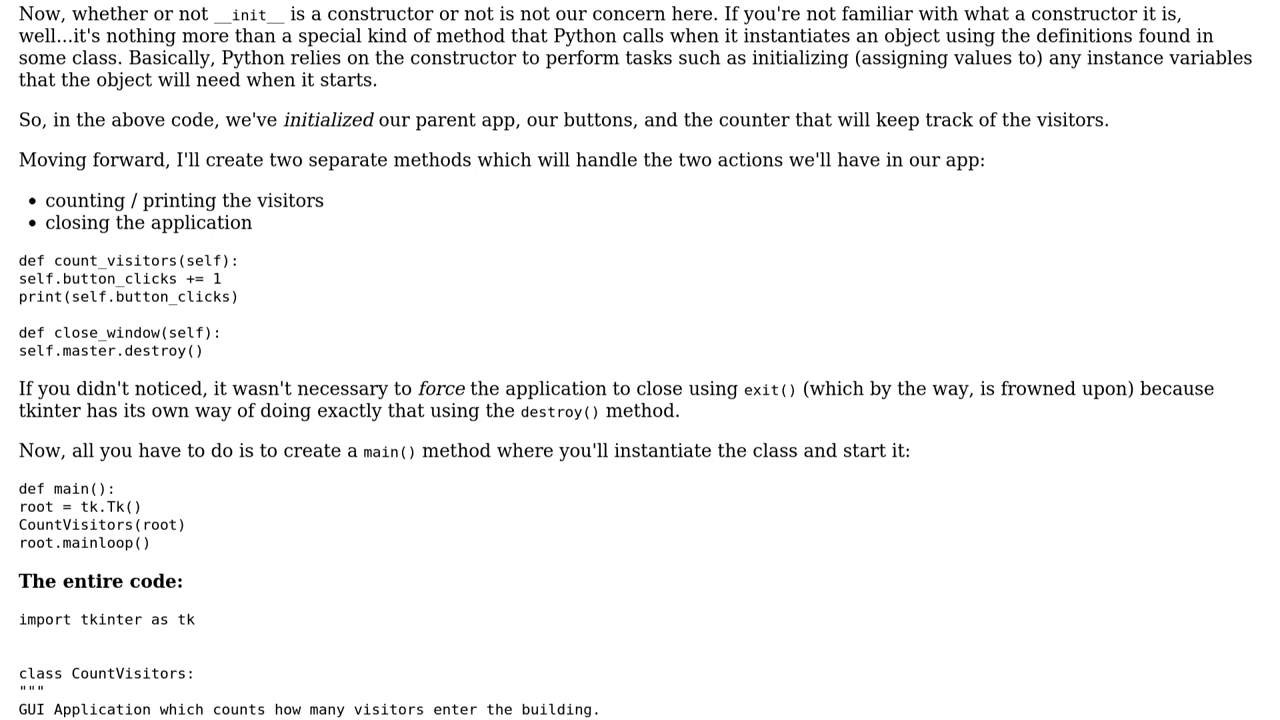 Now, whether or not __init__ is a constructor or not is not our concern here. If you're not familiar with what a constructor it is,
well...it's nothing more than a special kind of method that Python calls when it instantiates an object using the definitions found in
some class. Basically, Python relies on the constructor to perform tasks such as initializing (assigning values to) any instance variables
that the object will need when it starts.
So, in the above code, we've initialized our parent app, our buttons, and the counter that will keep track of the visitors.
Moving forward, I'll create two separate methods which will handle the two actions we'll have in our app:
• counting / printing the visitors
• closing the application
def count_visitors(self):
self.button_clicks += 1
print(self.button_clicks)
def close_window(self):
self.master.destroy()
If you didn't noticed, it wasn't necessary to force the application to close using exit() (which by the way, is frowned upon) because
tkinter has its own way of doing exactly that using the destroy() method.
Now, all you have to do is to create a main() method where you'll instantiate the class and start it:
def main():
root = tk.Tk()
CountVisitors(root)
root.mainloop()
The entire code:
import tkinter as tk
class CountVisitors:
"""
GUI Application which counts how many visitors enter the building.